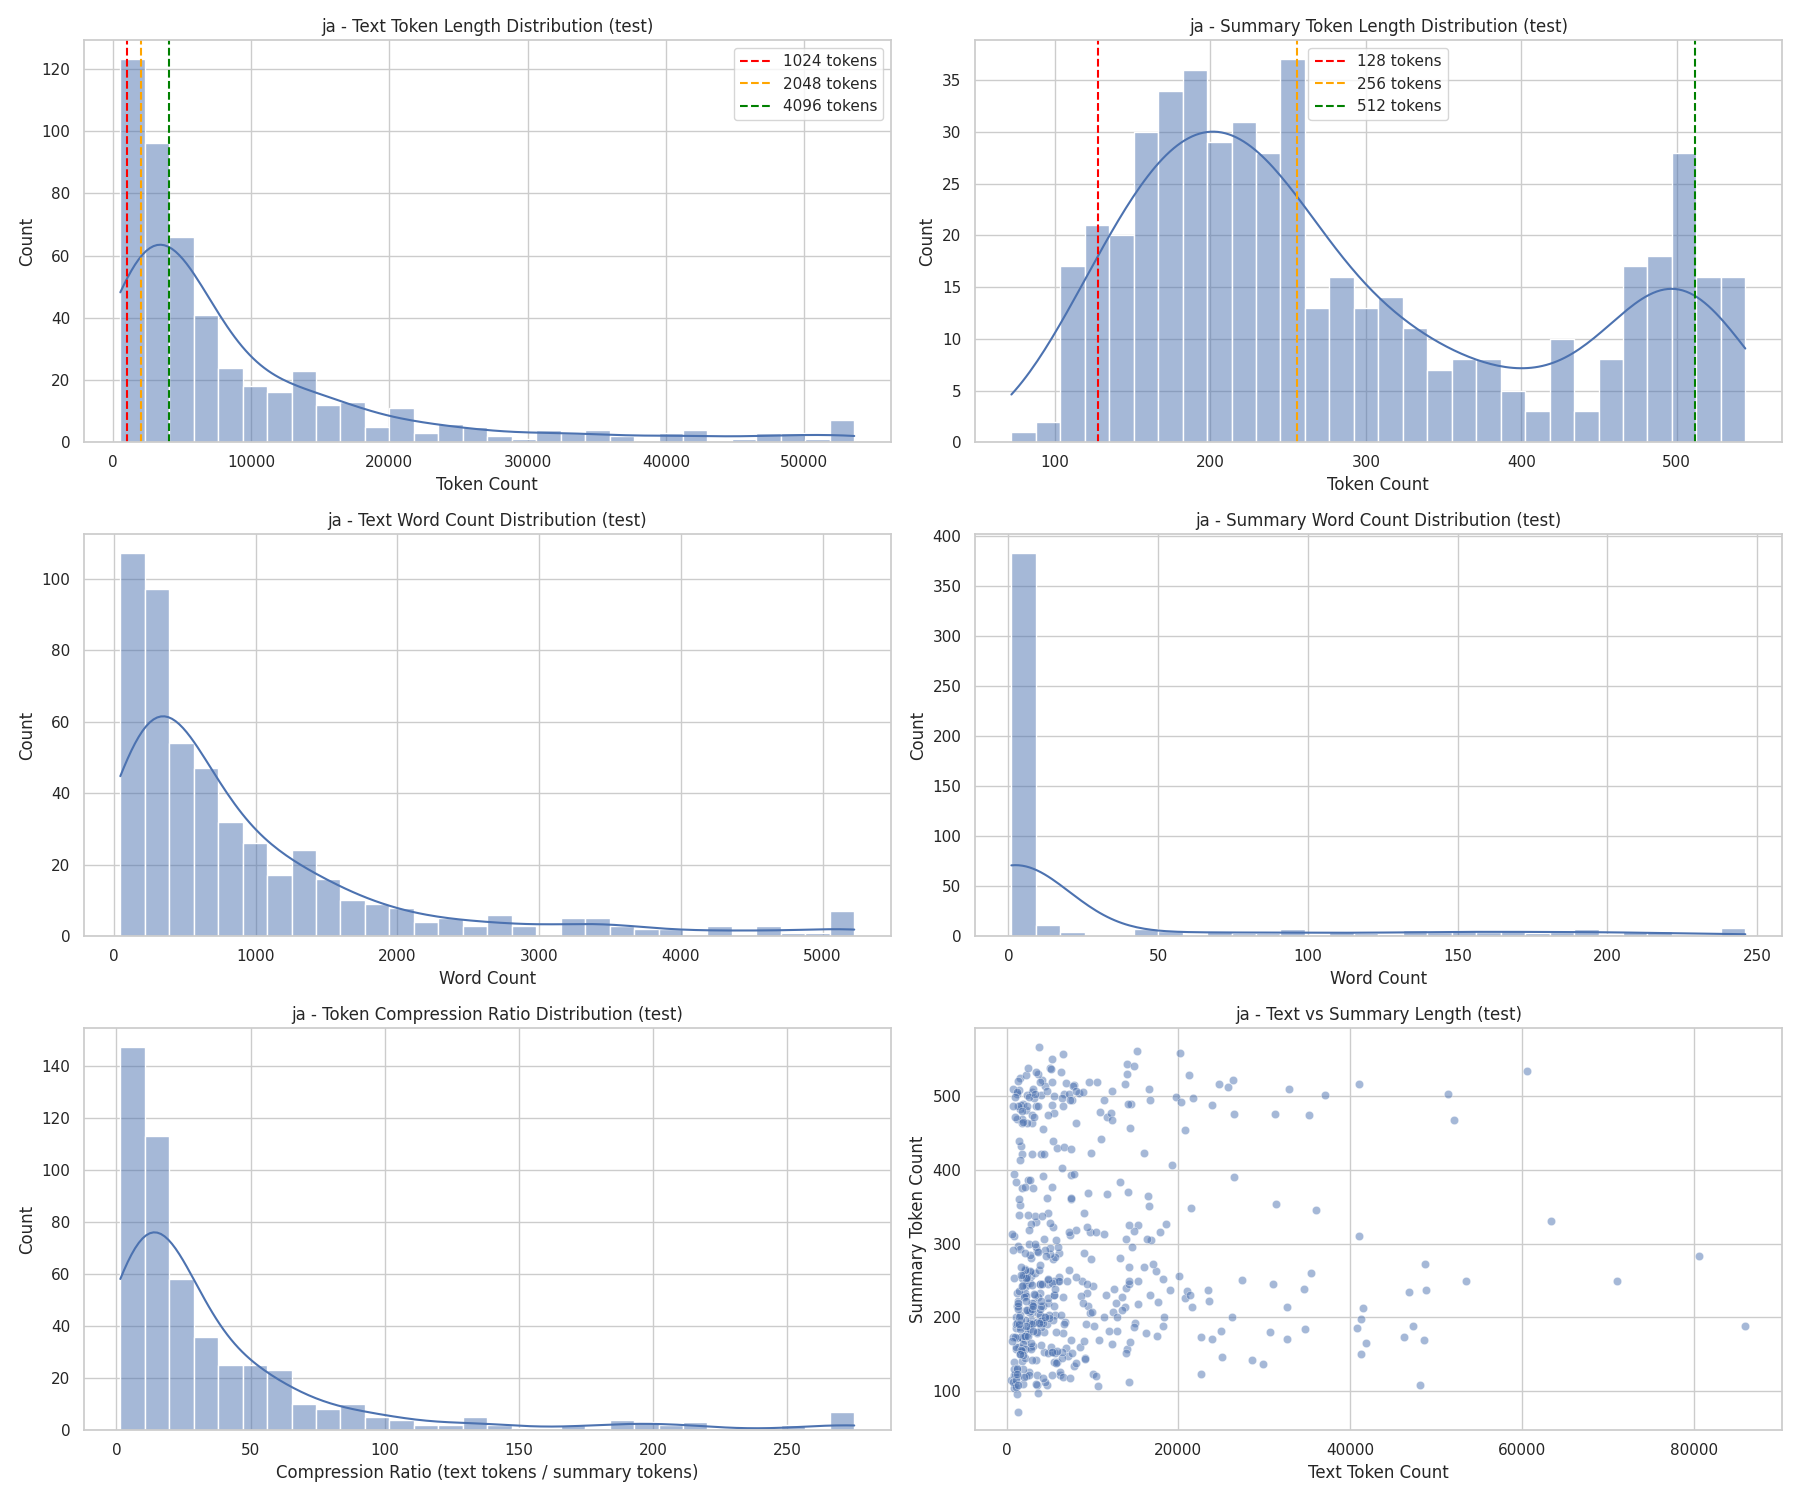 ja - Text Token Length Distribution (test)
120
100
80
60
40
20
0
Count
1024 tokens
2048 tokens
4096 tokens
0 10000 20000 30000 40000 50000
Token Count
ja - Summary Token Length Distribution (test)
35
30
25
20
15
10
5
0
Count
128 tokens
256 tokens
512 tokens
100 200 300 400 500
Token Count
ja - Text Word Count Distribution (test)
100
80
60
40
20
0
Count
0 1000 2000 3000 4000 5000
Word Count
ja - Summary Word Count Distribution (test)
400
350
300
250
200
150
100
50
0
Count
0 50 100 150 200 250
Word Count
ja - Token Compression Ratio Distribution (test)
140
120
100
80
60
40
20
0
Count
0 50 100 150 200 250
Compression Ratio (text tokens / summary tokens)
ja - Text vs Summary Length (test)
500
400
300
200
100
Summary Token Count
0 20000 40000 60000 80000
Text Token Count